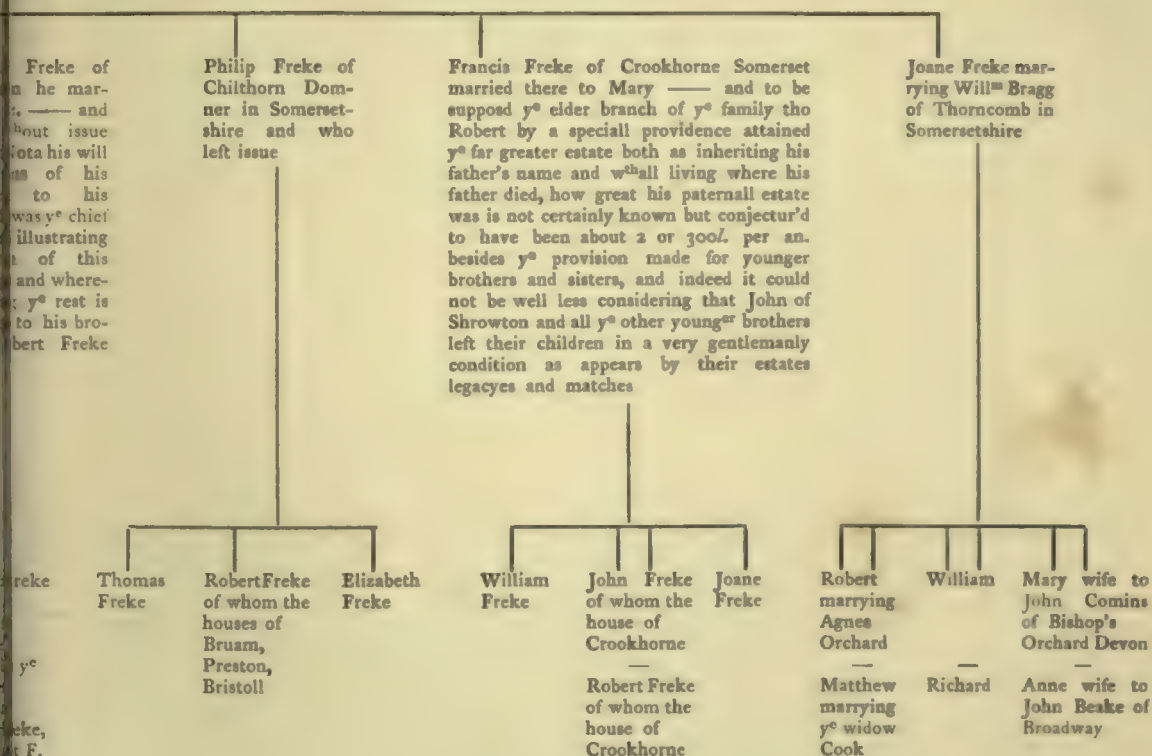 Freke of
he mar-
—— and
hout issue
ota his will
of his
to his
was yᵉ chief
illustrating
of this
and where-
; yᵉ rest is
to his bro-
bert Freke
Philip Freke of
Chilthorn Dom-
ner in Somerset-
shire and who
left issue
Francis Freke of Crookhorne Somerset
married there to Mary —— and to be
supposd yᵉ elder branch of yᵉ family tho
Robert by a speciall providence attained
yᵉ far greater estate both as inheriting his
father's name and wᵗʰall living where his
father died, how great his paternall estate
was is not certainly known but conjectur'd
to have been about 2 or 300l. per an.
besides yᵉ provision made for younger
brothers and sisters, and indeed it could
not be well less considering that John of
Shrowton and all yᵉ other youngᵉʳ brothers
left their children in a very gentlemanly
condition as appears by their estates
legacyes and matches
Joane Freke mar-
rying Willᵐ Bragg
of Thorncomb in
Somersetshire
reke
yᵉ
eke,
t F.
Thomas
Freke
Robert Freke
of whom the
houses of
Bruam,
Preston,
Bristoll
Elizabeth
Freke
William
Freke
John Freke
of whom the
house of
Crookhorne
—
Robert Freke
of whom the
house of
Crookhorne
Joane
Freke
Robert
marrying
Agnes
Orchard
—
Matthew
marrying
yᵉ widow
Cook
William
—
Richard
Mary wife to
John Comins
of Bishop's
Orchard Devon
—
Anne wife to
John Beake of
Broadway